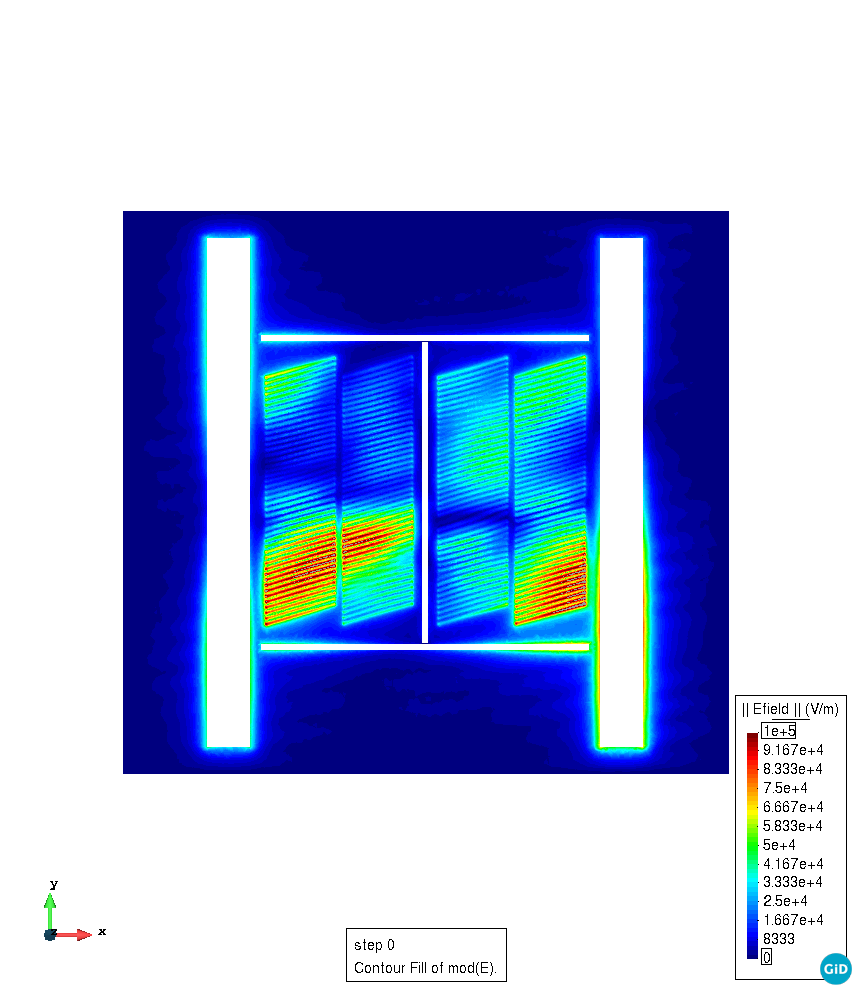 || Efield || (V/m)
1e+5
9.167e+4
8.333e+4
7.5e+4
6.667e+4
5.833e+4
5e+4
4.167e+4
3.333e+4
2.5e+4
1.667e+4
8333
0
y
z x
step 0
Contour Fill of mod(E).
GiD